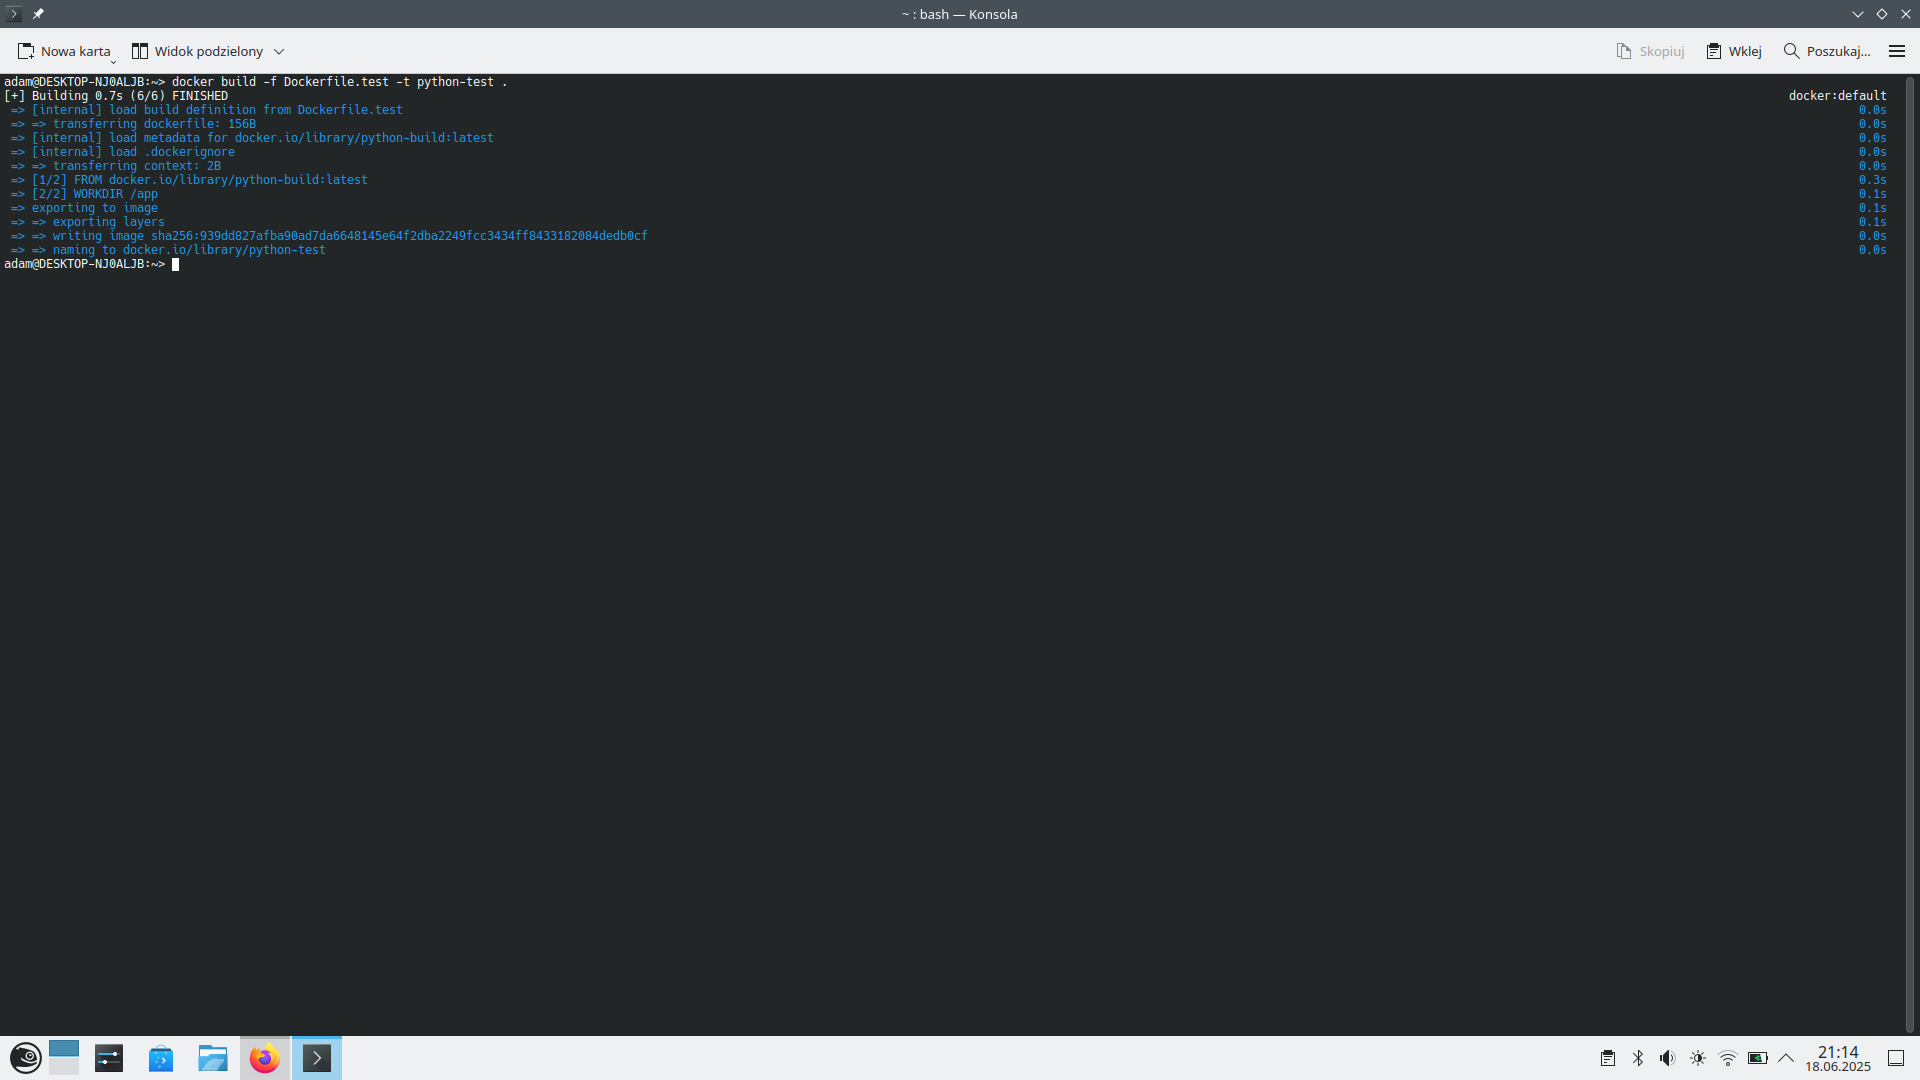 ~ : bash — Konsola
Nowa karta
Widok podzielony
Skopiuj
Wklej
Poszukaj...
adam@DESKTOP-NJ0ALJB:~> docker build -f Dockerfile.test -t python-test .
[+] Building 0.7s (6/6) FINISHED docker:default
=> [internal] load build definition from Dockerfile.test 0.0s
=> => transferring dockerfile: 156B 0.0s
=> [internal] load metadata for docker.io/library/python-build:latest 0.0s
=> [internal] load .dockerignore 0.0s
=> => transferring context: 2B 0.0s
=> [1/2] FROM docker.io/library/python-build:latest 0.3s
=> [2/2] WORKDIR /app 0.1s
=> exporting to image 0.1s
=> => exporting layers 0.1s
=> => writing image sha256:939dd827afba90ad7da6648145e64f2dba2249fcc3434ff8433182084dedb0cf 0.0s
=> => naming to docker.io/library/python-test 0.0s
adam@DESKTOP-NJ0ALJB:~>
21:14
18.06.2025